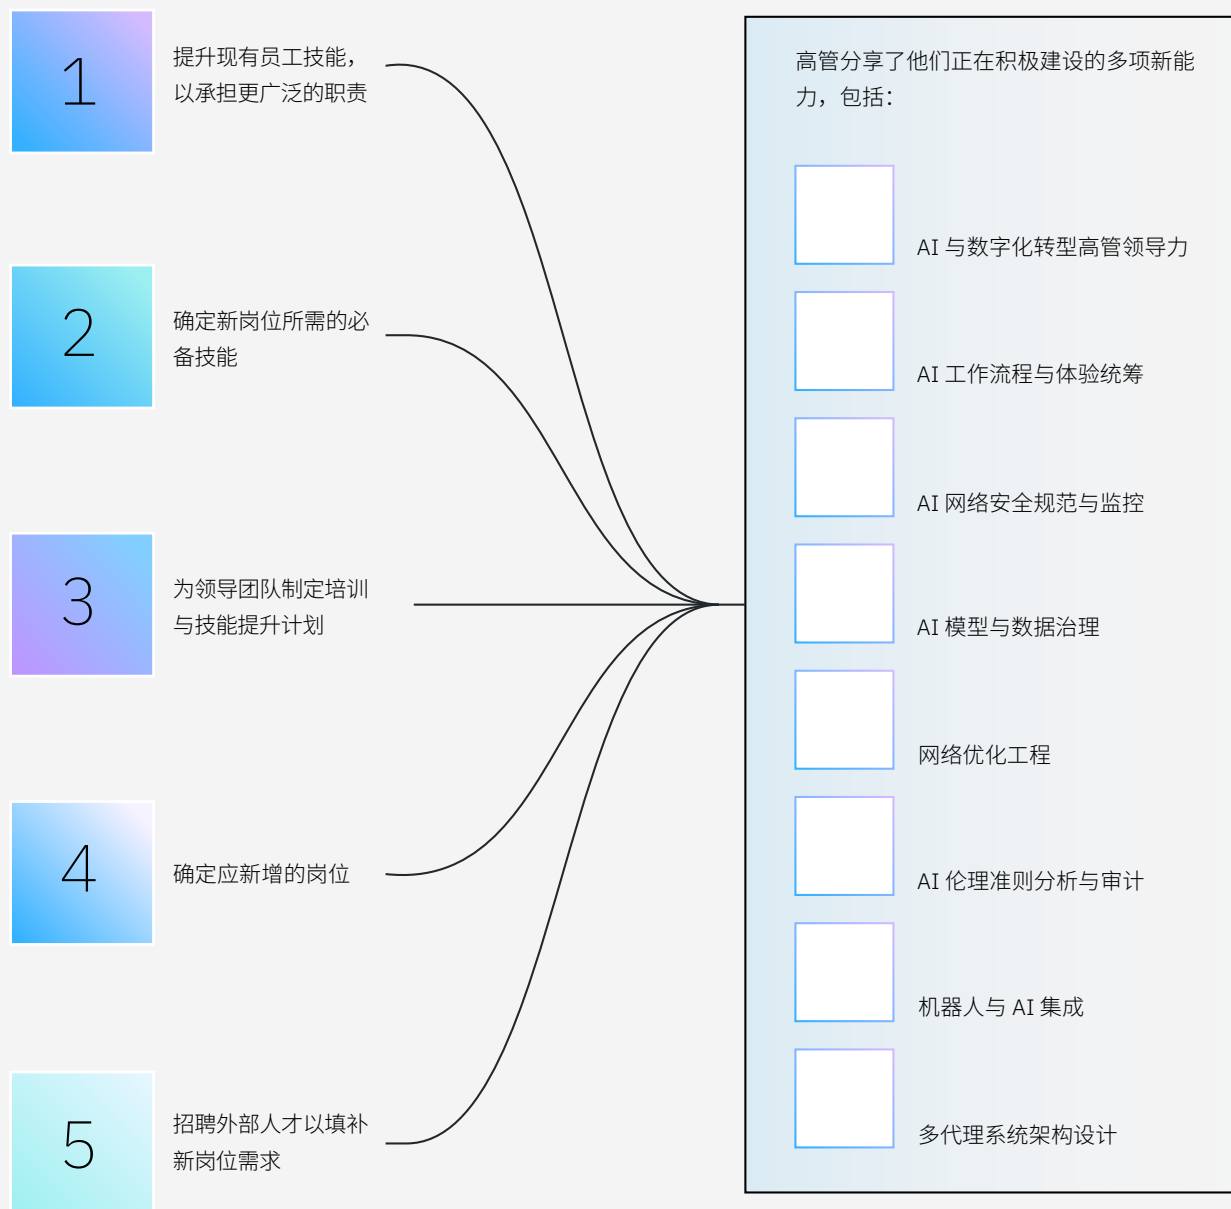 1
提升现有员工技能，
以承担更广泛的职责
2
确定新岗位所需的必
备技能
3
为领导团队制定培训
与技能提升计划
4
确定应新增的岗位
5
招聘外部人才以填补
新岗位需求
高管分享了他们正在积极建设的多项新能
力，包括：
AI 与数字化转型高管领导力
AI 工作流程与体验统筹
AI 网络安全规范与监控
AI 模型与数据治理
网络优化工程
AI 伦理准则分析与审计
机器人与 AI 集成
多代理系统架构设计